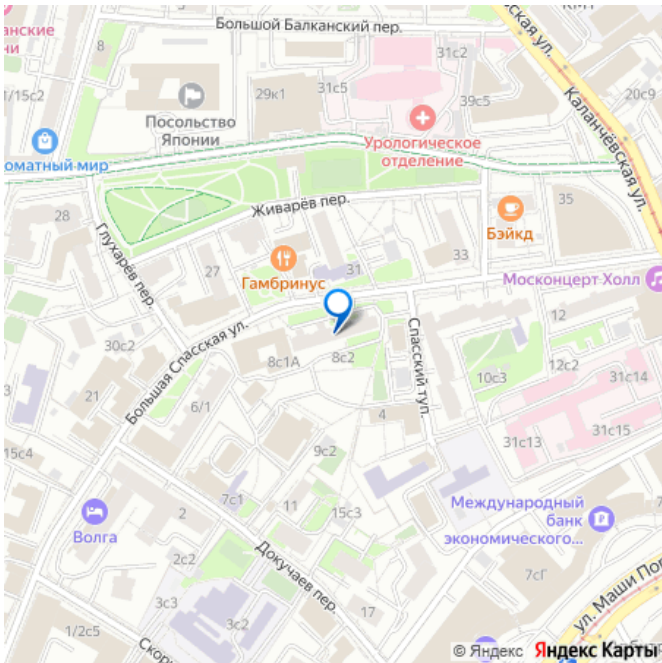 Большой Балканский пер.
анские
ни
8
31с2
1/15с2
29к1
31с5
39с5
20с9
Посольство
Японии
Урологическое
отделение
Каланчёвская ул.
оматный мир
Живарёв пер.
35
28
Бэйкд
Глухарёв пер.
27
33
31
Гамбринус
Москонцерт Холл
Большая Спасская ул.
Спасский туп.
12
30с2
8с1А
8с2
12с2
10с3
31с14
21
6/1
4
31с13
31с15
15с4
9с2
7с1
11
15с3
Международный
банк
экономического...
Волга
2
2с2
Докучаев пер.
7сГ
3с3
3с2
17
ул. Маши Пор
1/2с5
Скор
© Яндекс Яндекс Карты